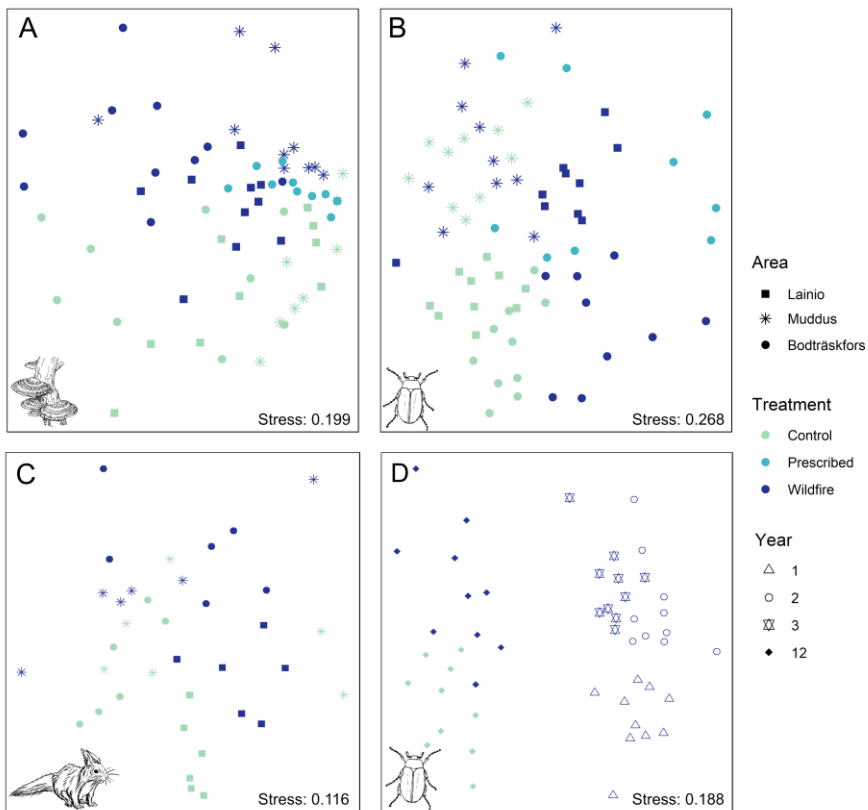 A
Stress: 0.199
B
Stress: 0.268
Area
Lainio
Muddus
Bodträskfors
Treatment
Control
Prescribed
Wildfire
C
Stress: 0.116
D
Stress: 0.188
Year
1
2
3
12